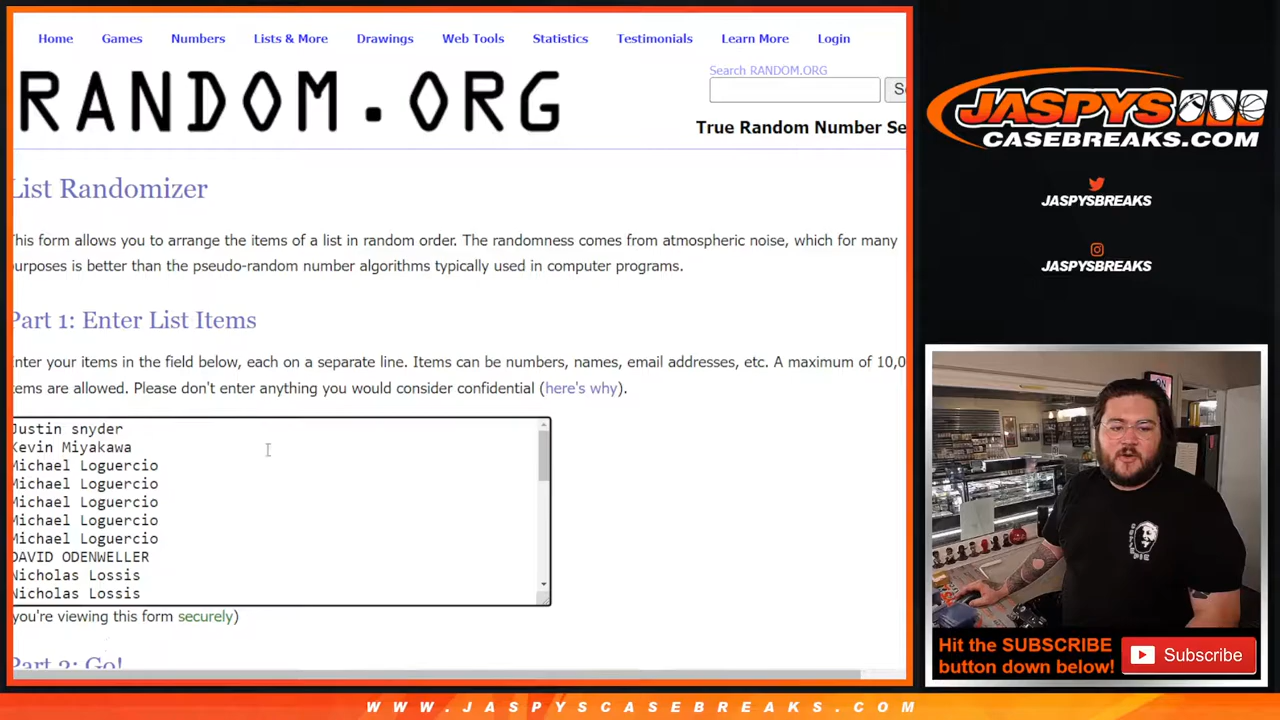 Home Games Numbers Lists & More Drawings Web Tools Statistics Testimonials Learn More Login
Search RANDOM.ORG
RANDOM.ORG
True Random Number Se
List Randomizer
This form allows you to arrange the items of a list in random order. The randomness comes from atmospheric noise, which for many
purposes is better than the pseudo-random number algorithms typically used in computer programs.
Part 1: Enter List Items
Enter your items in the field below, each on a separate line. Items can be numbers, names, email addresses, etc. A maximum of 10,0
items are allowed. Please don't enter anything you would consider confidential (here's why).
Justin snyder
Kevin Miyakawa
Michael Loguercio
Michael Loguercio
Michael Loguercio
Michael Loguercio
Michael Loguercio
DAVID ODENWELLER
Nicholas Lossis
Nicholas Lossis
you're viewing this form securely)
Part 2: Go!
JASPYS
CASEBREAKS.COM
JASPYSBREAKS
JASPYSBREAKS
Hit the SUBSCRIBE
button down below!
Subscribe
WWW.JASPYSCASEBREAKS.COM